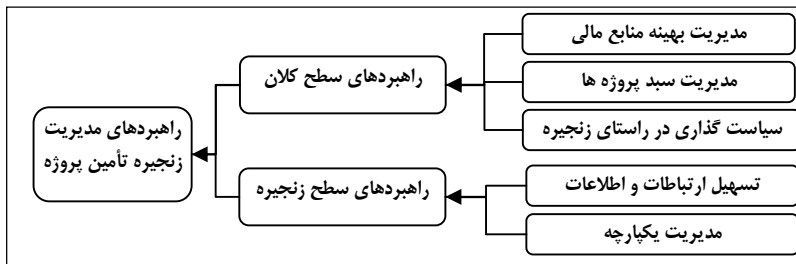 مدیریت بهینه منابع مالی
مدیریت سبد پروژه ها
سیاست گذاری در راستای زنجیره
راهبردهای سطح کلان
تسهیل ارتباطات و اطلاعات
مدیریت یکپارچه
راهبردهای سطح زنجیره
راهبردهای مدیریت
زنجیره تأمین پروژه